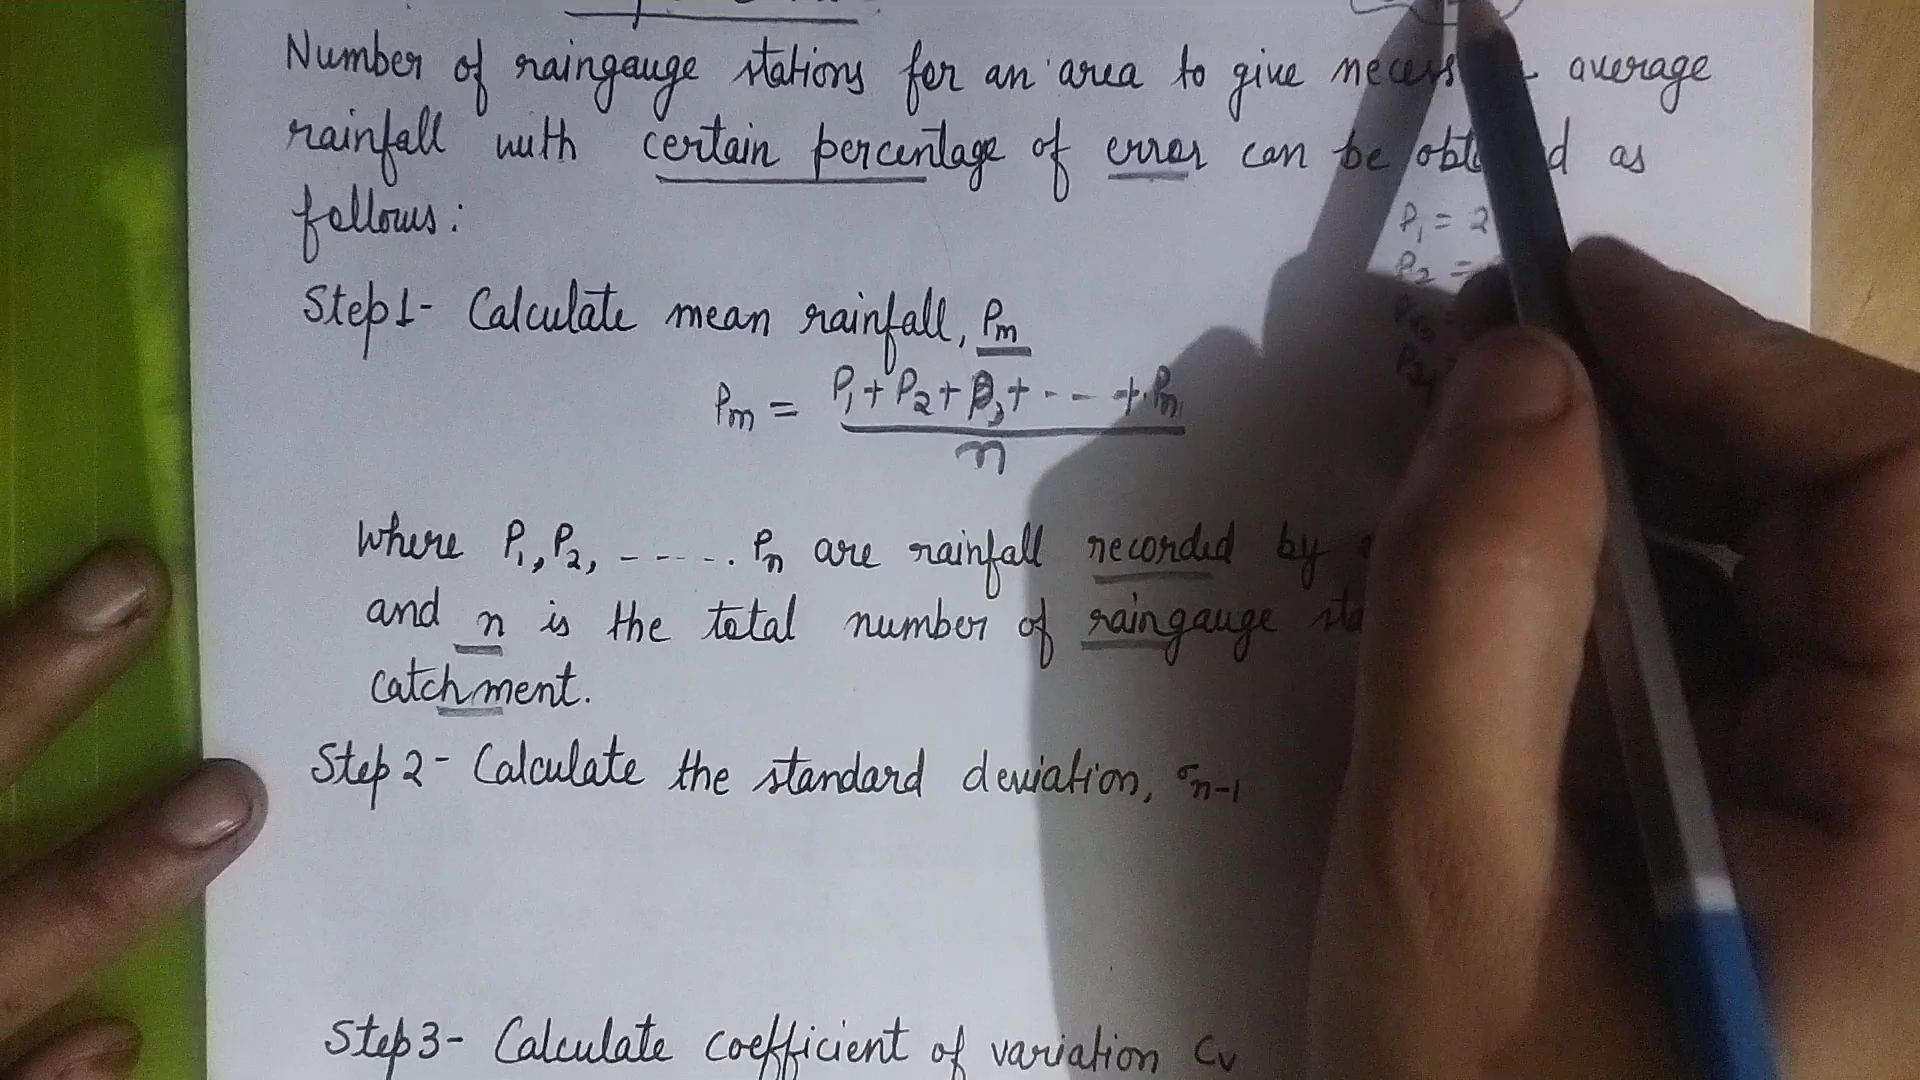 Number of raingauge stations for an area to give average
rainfall with certain percentage of error can be as
follows:
P1 = 2
P2 =
Step 1- Calculate mean rainfall, Pm
Pm = P1 + P2 + P3 + - - - + Pn
n
where P1, P2, - - - - - . Pn are rainfall recorded by
and n is the total number of raingauge
catchment.
Step 2 - Calculate the standard deviation, σn-1
Step 3 - Calculate coefficient of variation Cv